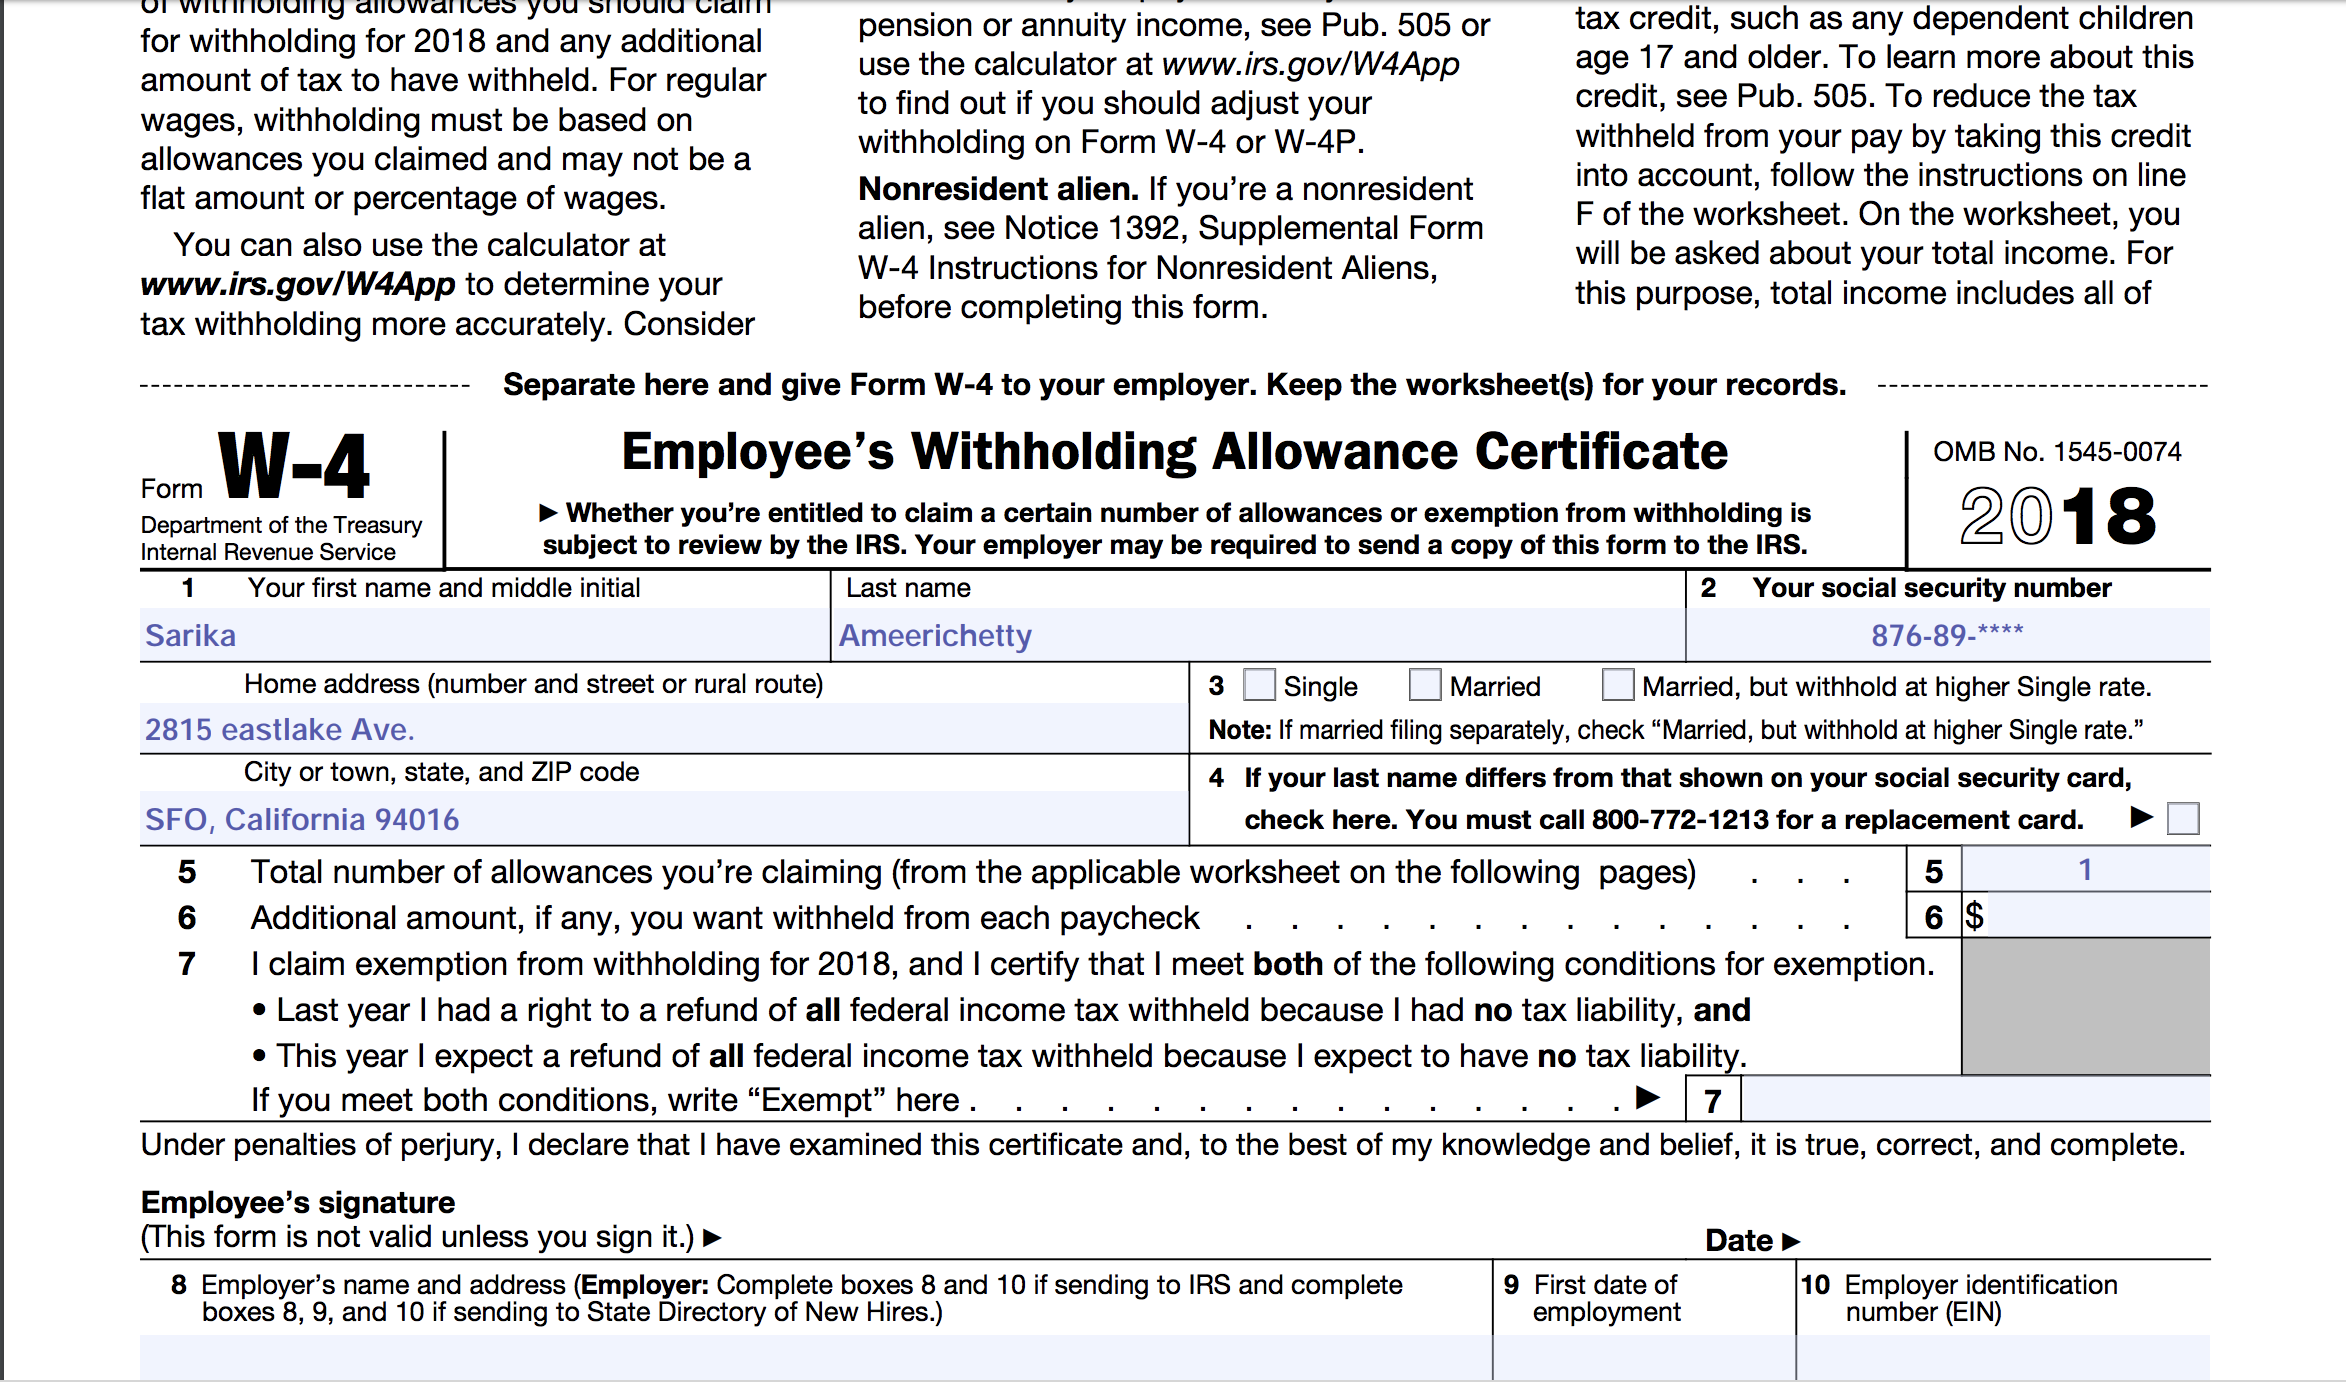 of withholding allowances you should claim
for withholding for 2018 and any additional
amount of tax to have withheld. For regular
wages, withholding must be based on
allowances you claimed and may not be a
flat amount or percentage of wages.
You can also use the calculator at
www.irs.gov/W4App to determine your
tax withholding more accurately. Consider
pension or annuity income, see Pub. 505 or
use the calculator at www.irs.gov/W4App
to find out if you should adjust your
withholding on Form W-4 or W-4P.
Nonresident alien. If you’re a nonresident
alien, see Notice 1392, Supplemental Form
W-4 Instructions for Nonresident Aliens,
before completing this form.
tax credit, such as any dependent children
age 17 and older. To learn more about this
credit, see Pub. 505. To reduce the tax
withheld from your pay by taking this credit
into account, follow the instructions on line
F of the worksheet. On the worksheet, you
will be asked about your total income. For
this purpose, total income includes all of
Separate here and give Form W-4 to your employer. Keep the worksheet(s) for your records.
Form W-4
Department of the Treasury
Internal Revenue Service
Employee’s Withholding Allowance Certificate
▶ Whether you’re entitled to claim a certain number of allowances or exemption from withholding is
subject to review by the IRS. Your employer may be required to send a copy of this form to the IRS.
OMB No. 1545-0074
2018
1 Your first name and middle initial
Sarika
Last name
Ameerichetty
2 Your social security number
876-89-****
Home address (number and street or rural route)
2815 eastlake Ave.
3 Single Married Married, but withhold at higher Single rate.
Note: If married filing separately, check “Married, but withhold at higher Single rate.”
City or town, state, and ZIP code
SFO, California 94016
4 If your last name differs from that shown on your social security card,
check here. You must call 800-772-1213 for a replacement card. ▶
5 Total number of allowances you’re claiming (from the applicable worksheet on the following pages) . . . 5 1
6 Additional amount, if any, you want withheld from each paycheck . . . . . . . . . . . . . . 6 $
7 I claim exemption from withholding for 2018, and I certify that I meet both of the following conditions for exemption.
• Last year I had a right to a refund of all federal income tax withheld because I had no tax liability, and
• This year I expect a refund of all federal income tax withheld because I expect to have no tax liability.
If you meet both conditions, write “Exempt” here . . . . . . . . . . . . . . . ▶ 7
Under penalties of perjury, I declare that I have examined this certificate and, to the best of my knowledge and belief, it is true, correct, and complete.
Employee’s signature
(This form is not valid unless you sign it.) ▶
Date ▶
8 Employer’s name and address (Employer: Complete boxes 8 and 10 if sending to IRS and complete
boxes 8, 9, and 10 if sending to State Directory of New Hires.)
9 First date of
employment
10 Employer identification
number (EIN)